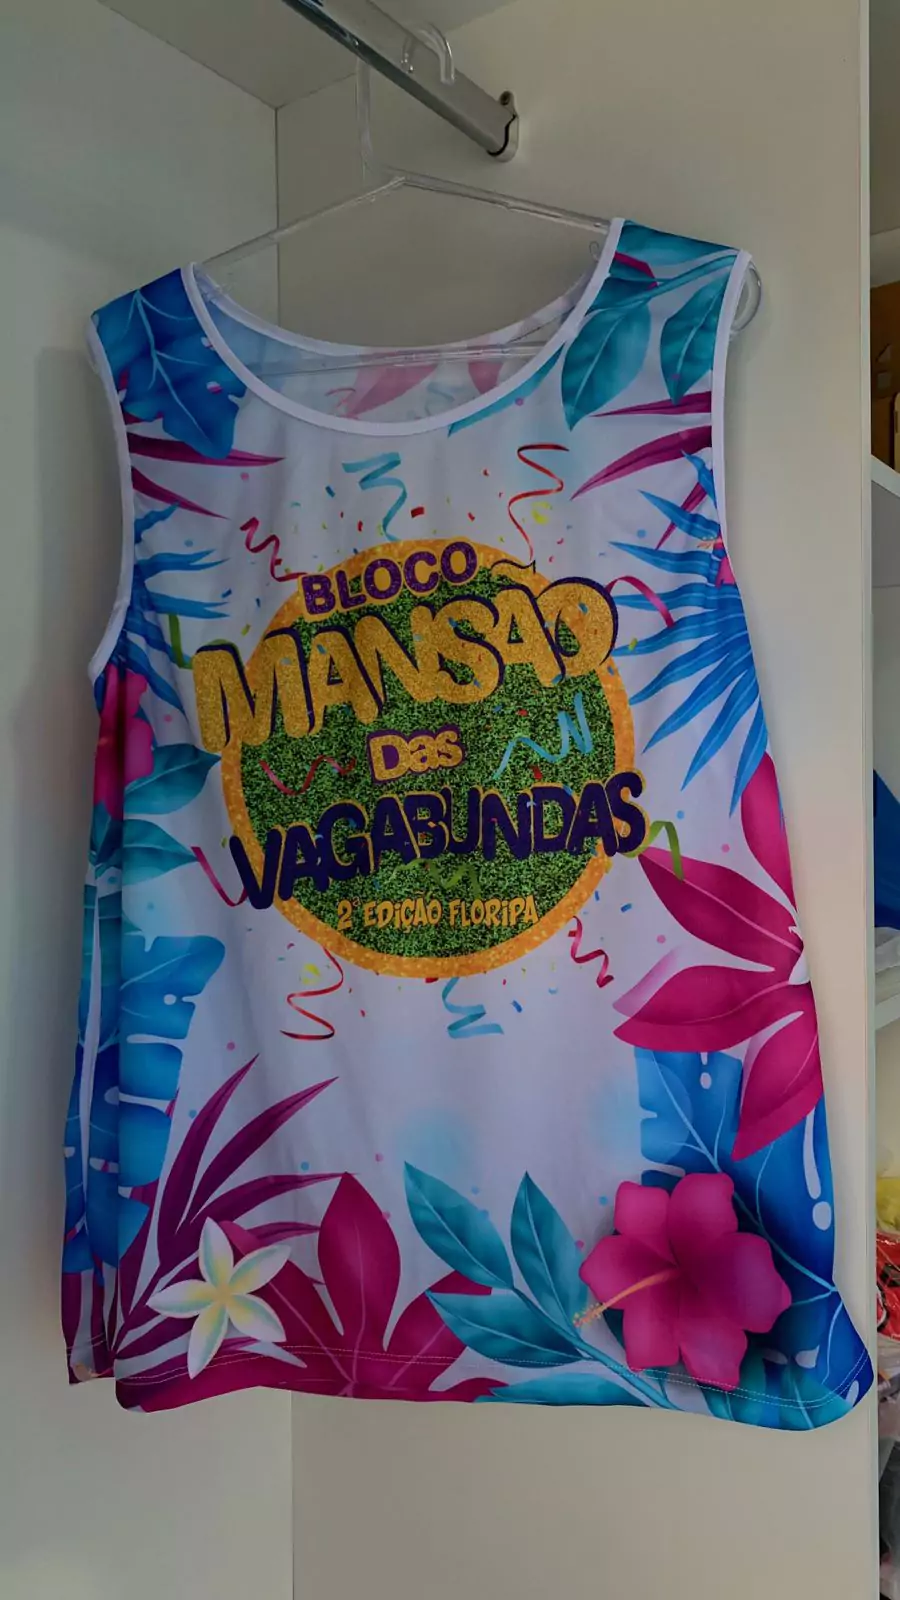 BLOCO
MANSÃO
Das
VAGABUNDAS
2ª EDIÇÃO FLORIPA